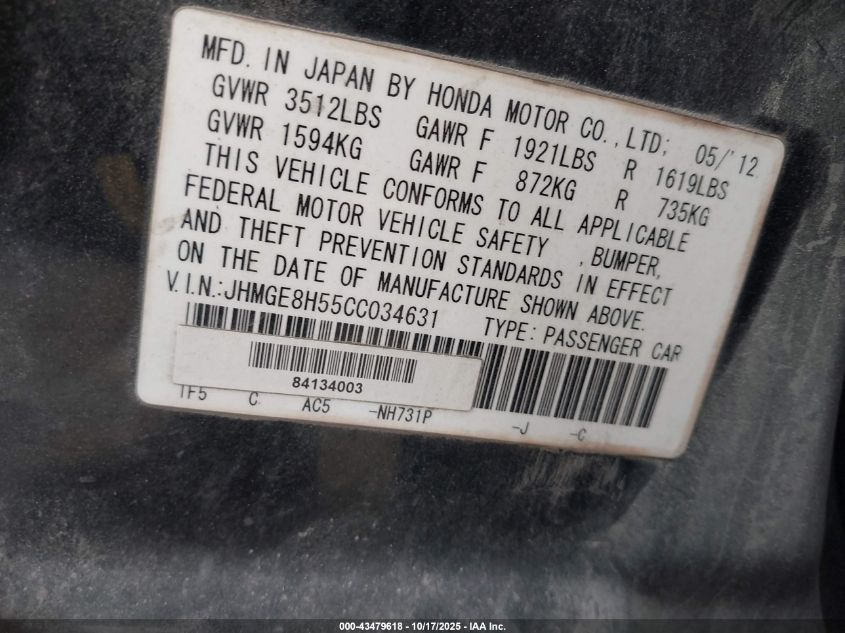 MFD. IN JAPAN BY HONDA MOTOR CO., LTD; 05/'12
GVWR 3512LBS GAWR F 1921LBS R 1619LBS
GVWR 1594KG GAWR F 872KG R 735KG
THIS VEHICLE CONFORMS TO ALL APPLICABLE
FEDERAL MOTOR VEHICLE SAFETY , BUMPER,
AND THEFT PREVENTION STANDARDS IN EFFECT
ON THE DATE OF MANUFACTURE SHOWN ABOVE.
V.I.N.:JHMGE8H55CC034631 TYPE: PASSENGER CAR
84134003
TF5 C AC5 -NH731P -J -C
000-43479618 - 10/17/2025 - IAA Inc.